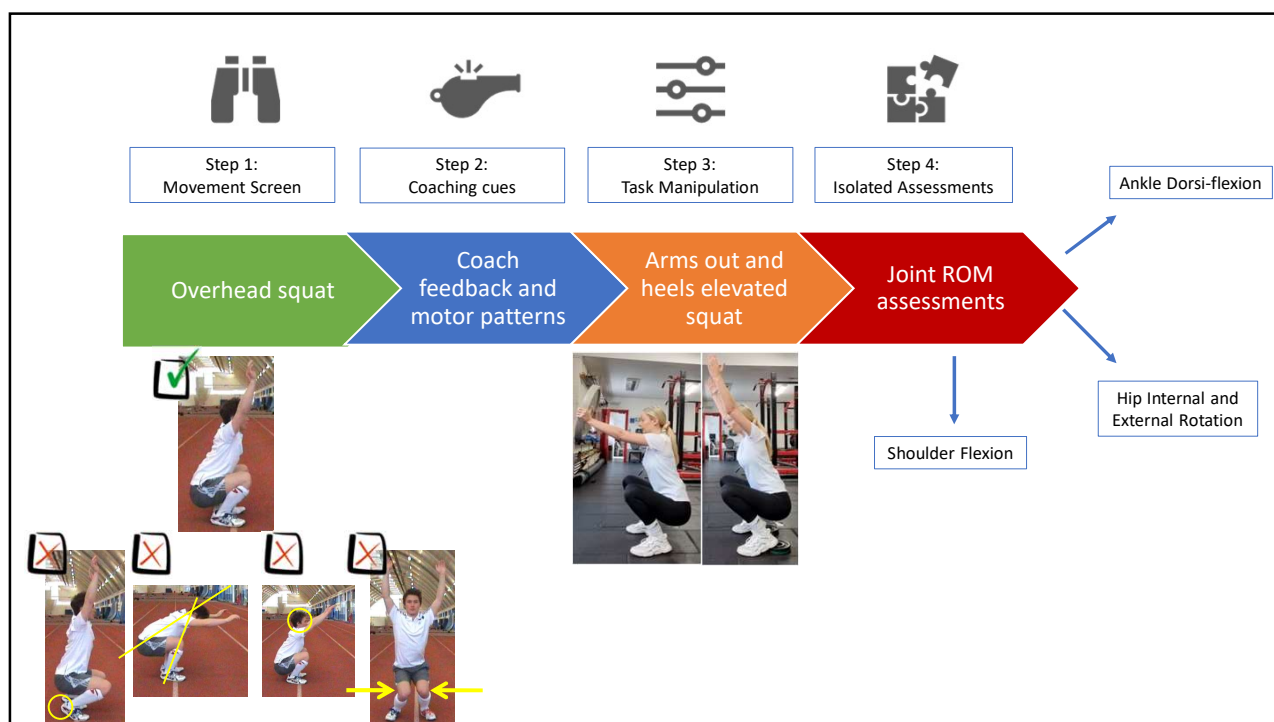 Step 1:
Movement Screen
Step 2:
Coaching cues
Step 3:
Task Manipulation
Step 4:
Isolated Assessments
Overhead squat
Coach
feedback and
motor patterns
Arms out and
heels elevated
squat
Joint ROM
assessments
Ankle Dorsi-flexion
Hip Internal and
External Rotation
Shoulder Flexion